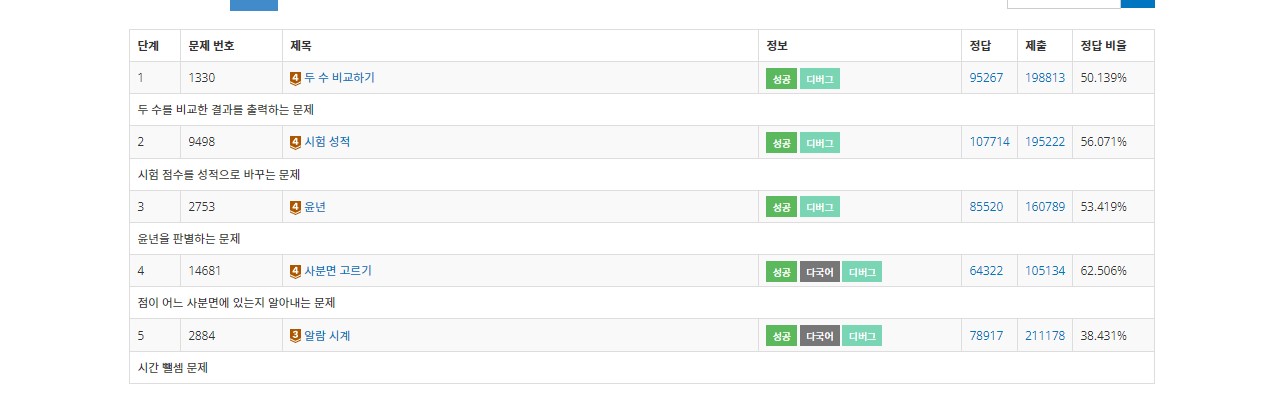 단계 문제 번호 제목 정보 정답 제출 정답 비율
1 1330 4 두 수 비교하기 성공 디버그 95267 198813 50.139%
두 수를 비교한 결과를 출력하는 문제
2 9498 4 시험 성적 성공 디버그 107714 195222 56.071%
시험 점수를 성적으로 바꾸는 문제
3 2753 4 윤년 성공 디버그 85520 160789 53.419%
윤년을 판별하는 문제
4 14681 4 사분면 고르기 성공 다국어 디버그 64322 105134 62.506%
점이 어느 사분면에 있는지 알아내는 문제
5 2884 3 알람 시계 성공 다국어 디버그 78917 211178 38.431%
시간 뺄셈 문제